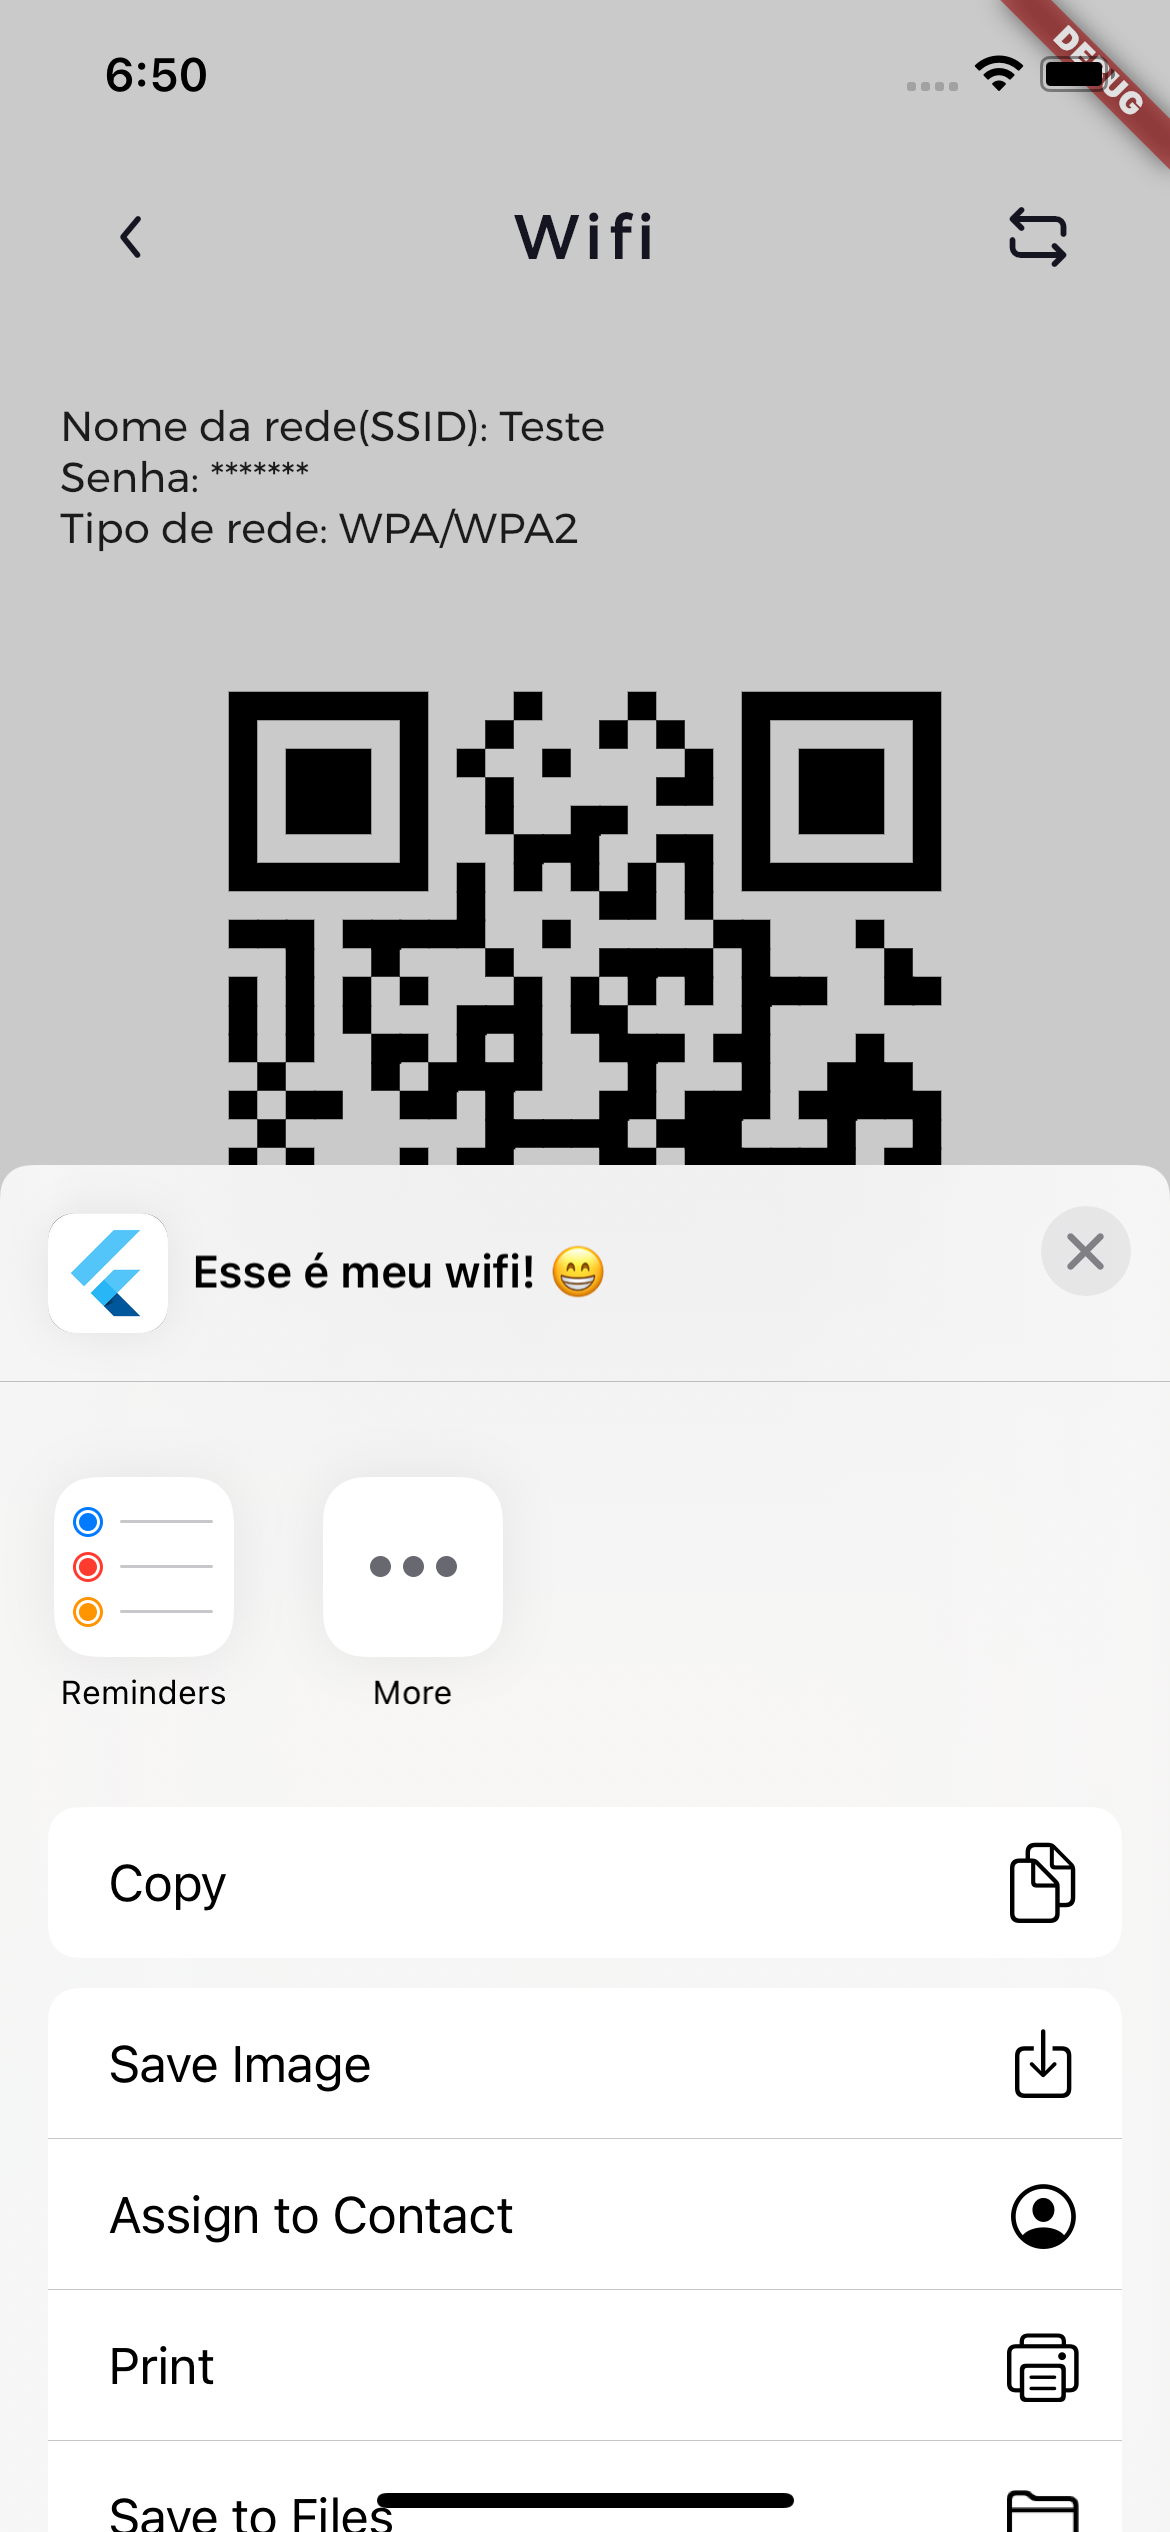 6:50
DEBUG
Wifi
Nome da rede(SSID): Teste
Senha: *******
Tipo de rede: WPA/WPA2
Esse é meu wifi! 😁
Reminders
More
Copy
Save Image
Assign to Contact
Print
Save to Files